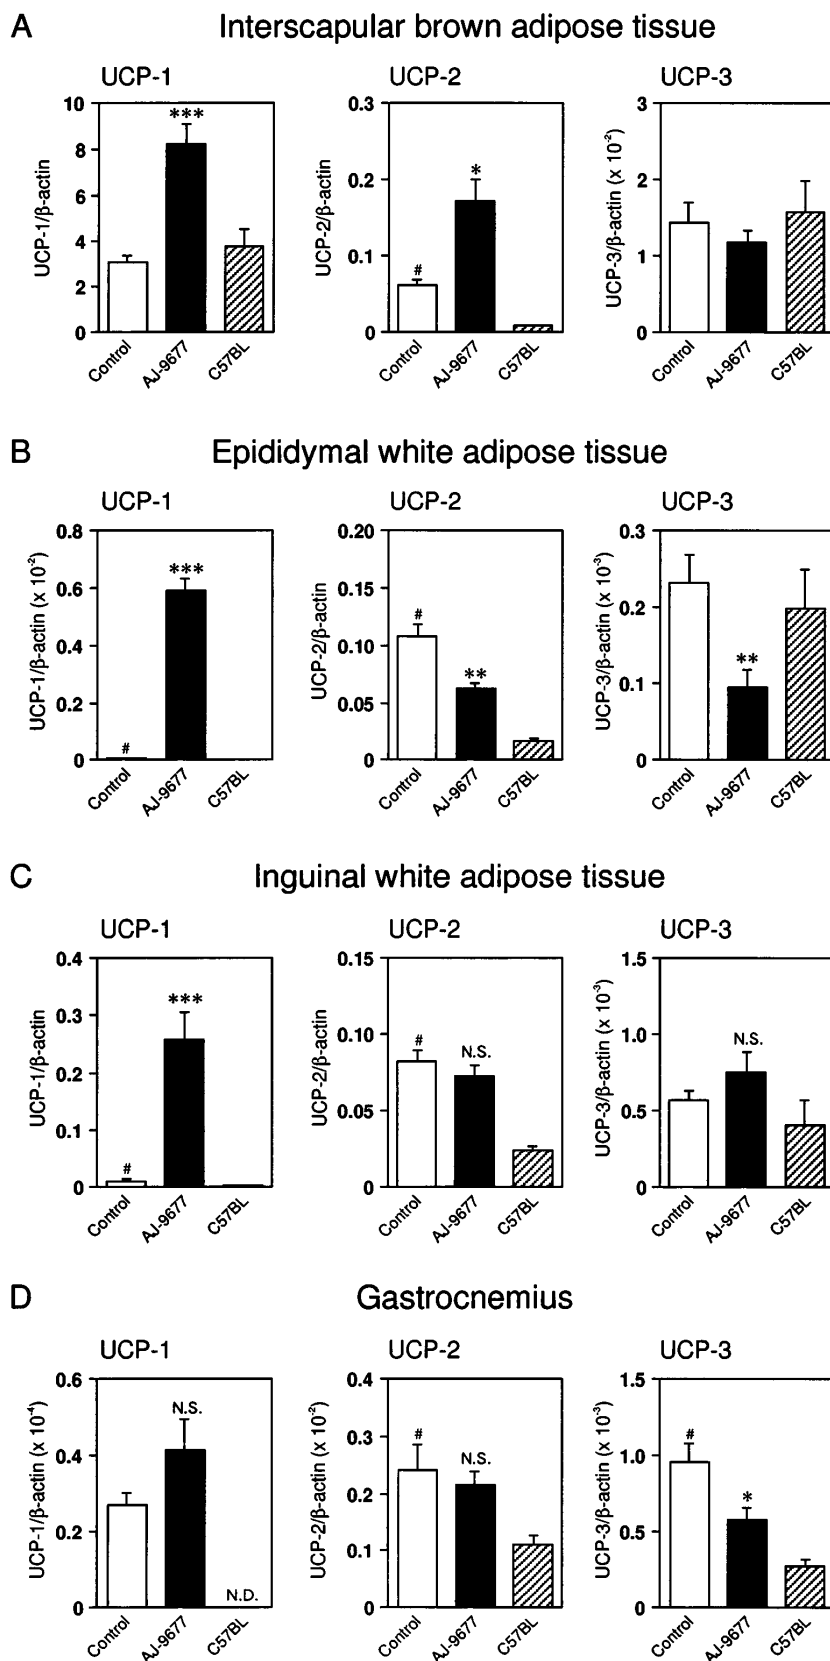 A Interscapular brown adipose tissue
UCP-1 UCP-2 UCP-3
UCP-1/β-actin
10
8
6
4
2
0
***
Control AJ-9677 C57BL
UCP-2/β-actin
0.3
0.2
0.1
0
#
*
Control AJ-9677 C57BL
UCP-3/β-actin (x 10⁻²)
3
2
1
0
Control AJ-9677 C57BL
B Epididymal white adipose tissue
UCP-1 UCP-2 UCP-3
UCP-1/β-actin (x 10⁻²)
0.8
0.6
0.4
0.2
0
#
***
Control AJ-9677 C57BL
UCP-2/β-actin
0.20
0.15
0.10
0.05
0
#
**
Control AJ-9677 C57BL
UCP-3/β-actin (x 10⁻³)
0.3
0.2
0.1
0
**
Control AJ-9677 C57BL
C Inguinal white adipose tissue
UCP-1 UCP-2 UCP-3
UCP-1/β-actin
0.4
0.3
0.2
0.1
0
#
***
Control AJ-9677 C57BL
UCP-2/β-actin
0.15
0.10
0.05
0
#
N.S.
Control AJ-9677 C57BL
UCP-3/β-actin (x 10⁻³)
1.5
1.0
0.5
0
N.S.
Control AJ-9677 C57BL
D Gastrocnemius
UCP-1 UCP-2 UCP-3
UCP-1/β-actin (x 10⁻⁴)
0.6
0.4
0.2
0
N.S.
N.D.
Control AJ-9677 C57BL
UCP-2/β-actin (x 10⁻²)
0.4
0.3
0.2
0.1
0
#
N.S.
Control AJ-9677 C57BL
UCP-3/β-actin (x 10⁻³)
1.5
1.0
0.5
0
#
*
Control AJ-9677 C57BL